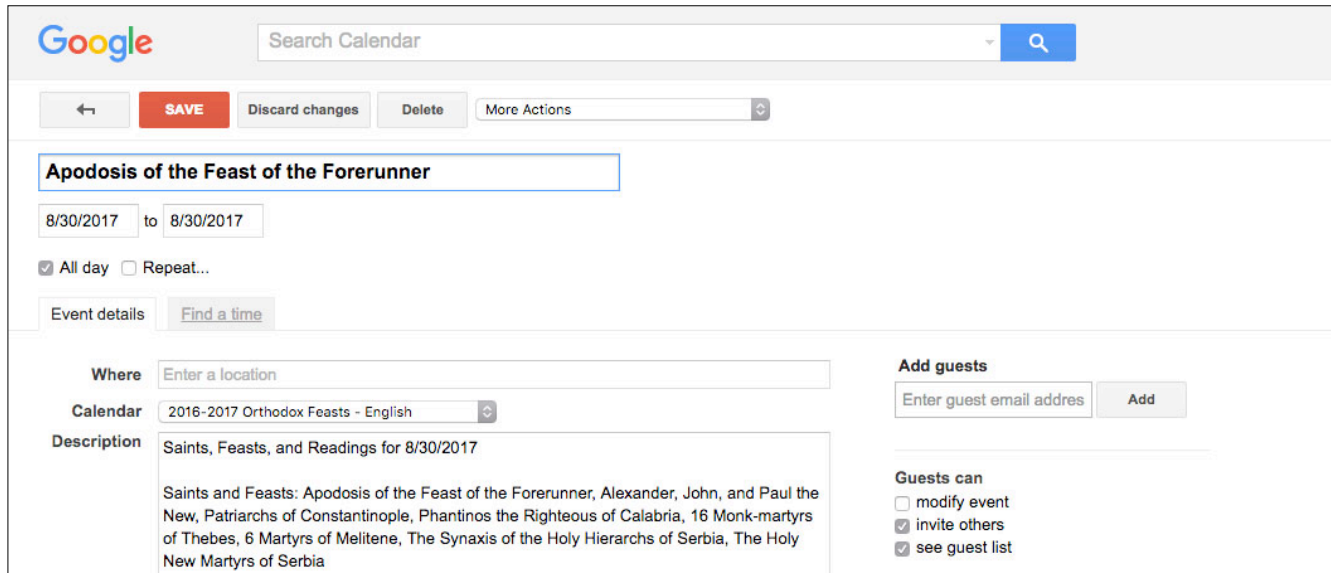 Google
Search Calendar
SAVE Discard changes Delete More Actions
Apodosis of the Feast of the Forerunner
8/30/2017 to 8/30/2017
All day Repeat...
Event details Find a time
Where Enter a location
Calendar 2016-2017 Orthodox Feasts - English
Description Saints, Feasts, and Readings for 8/30/2017
Saints and Feasts: Apodosis of the Feast of the Forerunner, Alexander, John, and Paul the
New, Patriarchs of Constantinople, Phantinos the Righteous of Calabria, 16 Monk-martyrs
of Thebes, 6 Martyrs of Melitene, The Synaxis of the Holy Hierarchs of Serbia, The Holy
New Martyrs of Serbia
Add guests
Enter guest email addres Add
Guests can
modify event
invite others
see guest list